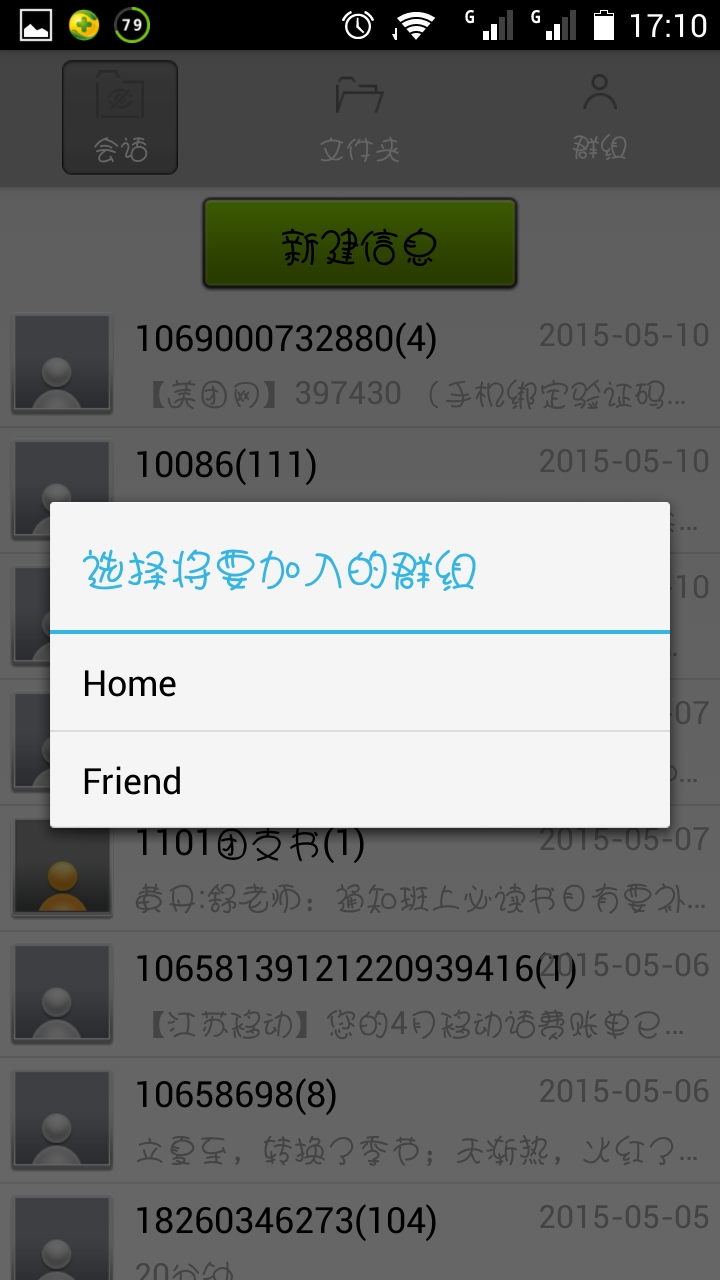 79
G
G
17:10
会话
文件夹
群组
新建信息
1069000732880(4)
2015-05-10
【美团网】397430 （手机绑定验证码...
10086(111)
2015-05-10
...
选择将要加入的群组
10
Home
07
Friend
1101团支书(1)
2015-05-07
黄丹:舒老师：通知班上必读书目有要补...
10658139121220939416(1)
2015-05-06
【江苏移动】您的4月移动话费账单已...
10658698(8)
2015-05-06
立夏至，转换了季节；天渐热，火红了...
18260346273(104)
2015-05-05
20分钟